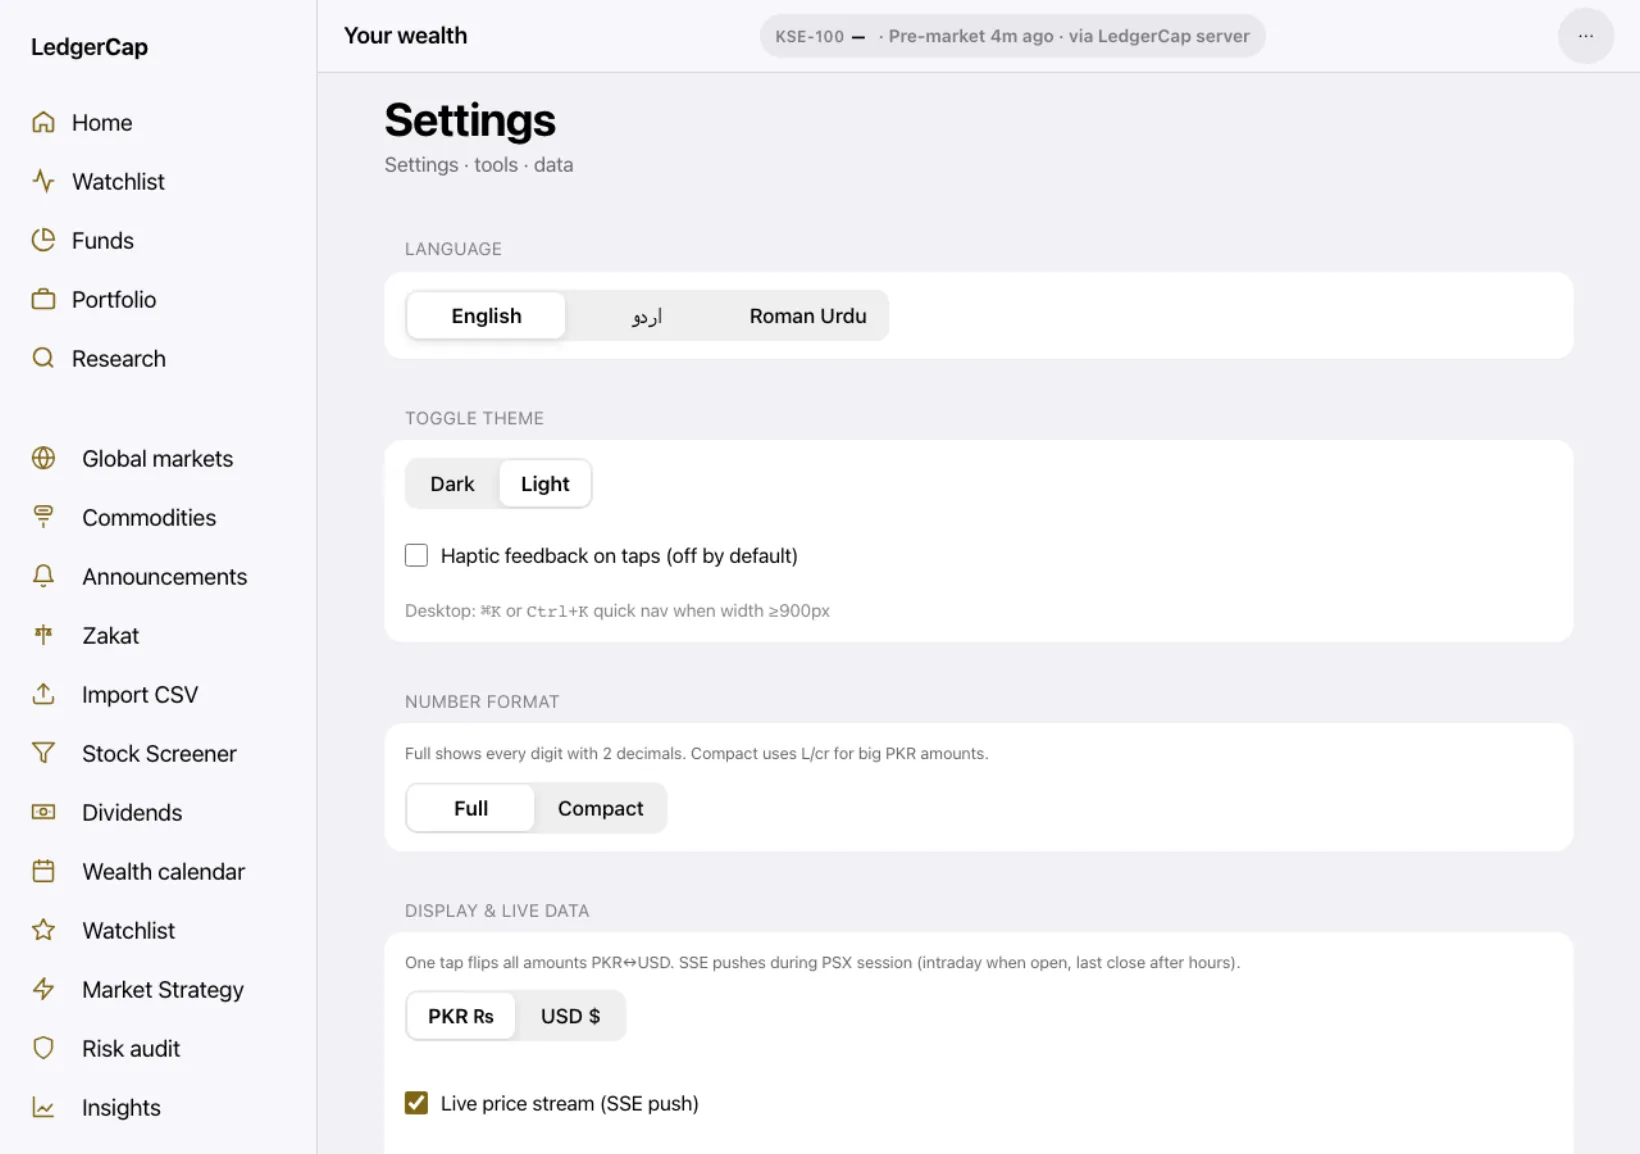 LedgerCap
Home
Watchlist
Funds
Portfolio
Research
Global markets
Commodities
Announcements
Zakat
Import CSV
Stock Screener
Dividends
Wealth calendar
Watchlist
Market Strategy
Risk audit
Insights
Your wealth
KSE-100 — · Pre-market 4m ago · via LedgerCap server
...
Settings
Settings · tools · data
LANGUAGE
English
اردو
Roman Urdu
TOGGLE THEME
Dark
Light
Haptic feedback on taps (off by default)
Desktop: ⌘K or Ctrl+K quick nav when width ≥900px
NUMBER FORMAT
Full shows every digit with 2 decimals. Compact uses L/cr for big PKR amounts.
Full
Compact
DISPLAY & LIVE DATA
One tap flips all amounts PKR↔USD. SSE pushes during PSX session (intraday when open, last close after hours).
PKR ₨
USD $
Live price stream (SSE push)